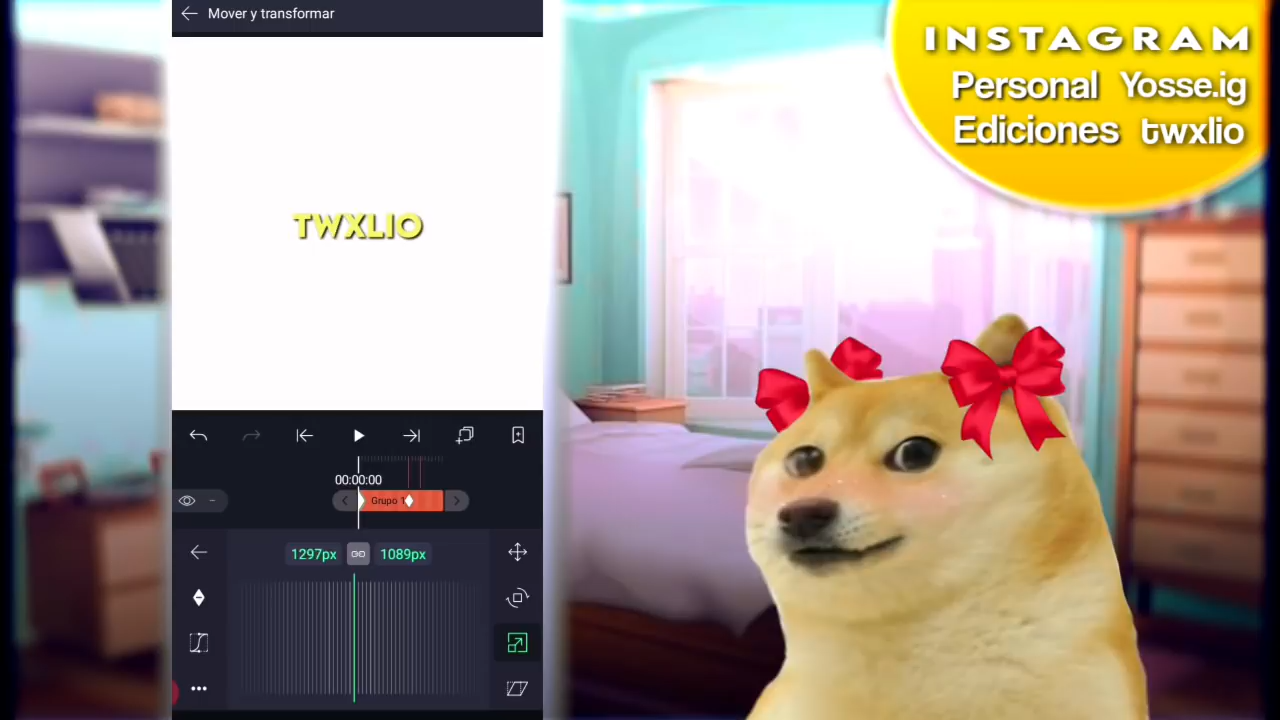 Mover y transformar
INSTAGRAM
Personal Yosse.ig
Ediciones twxlio
TWXLIO
00:00:00
Grupo 1
1297px 1089px